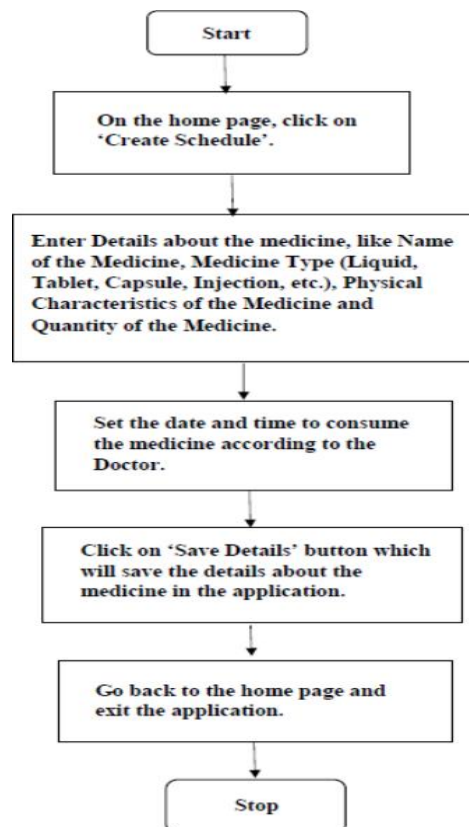 Start
On the home page, click on
‘Create Schedule’.
Enter Details about the medicine, like Name
of the Medicine, Medicine Type (Liquid,
Tablet, Capsule, Injection, etc.), Physical
Characteristics of the Medicine and
Quantity of the Medicine.
Set the date and time to consume
the medicine according to the
Doctor.
Click on ‘Save Details’ button which
will save the details about the
medicine in the application.
Go back to the home page and
exit the application.
Stop